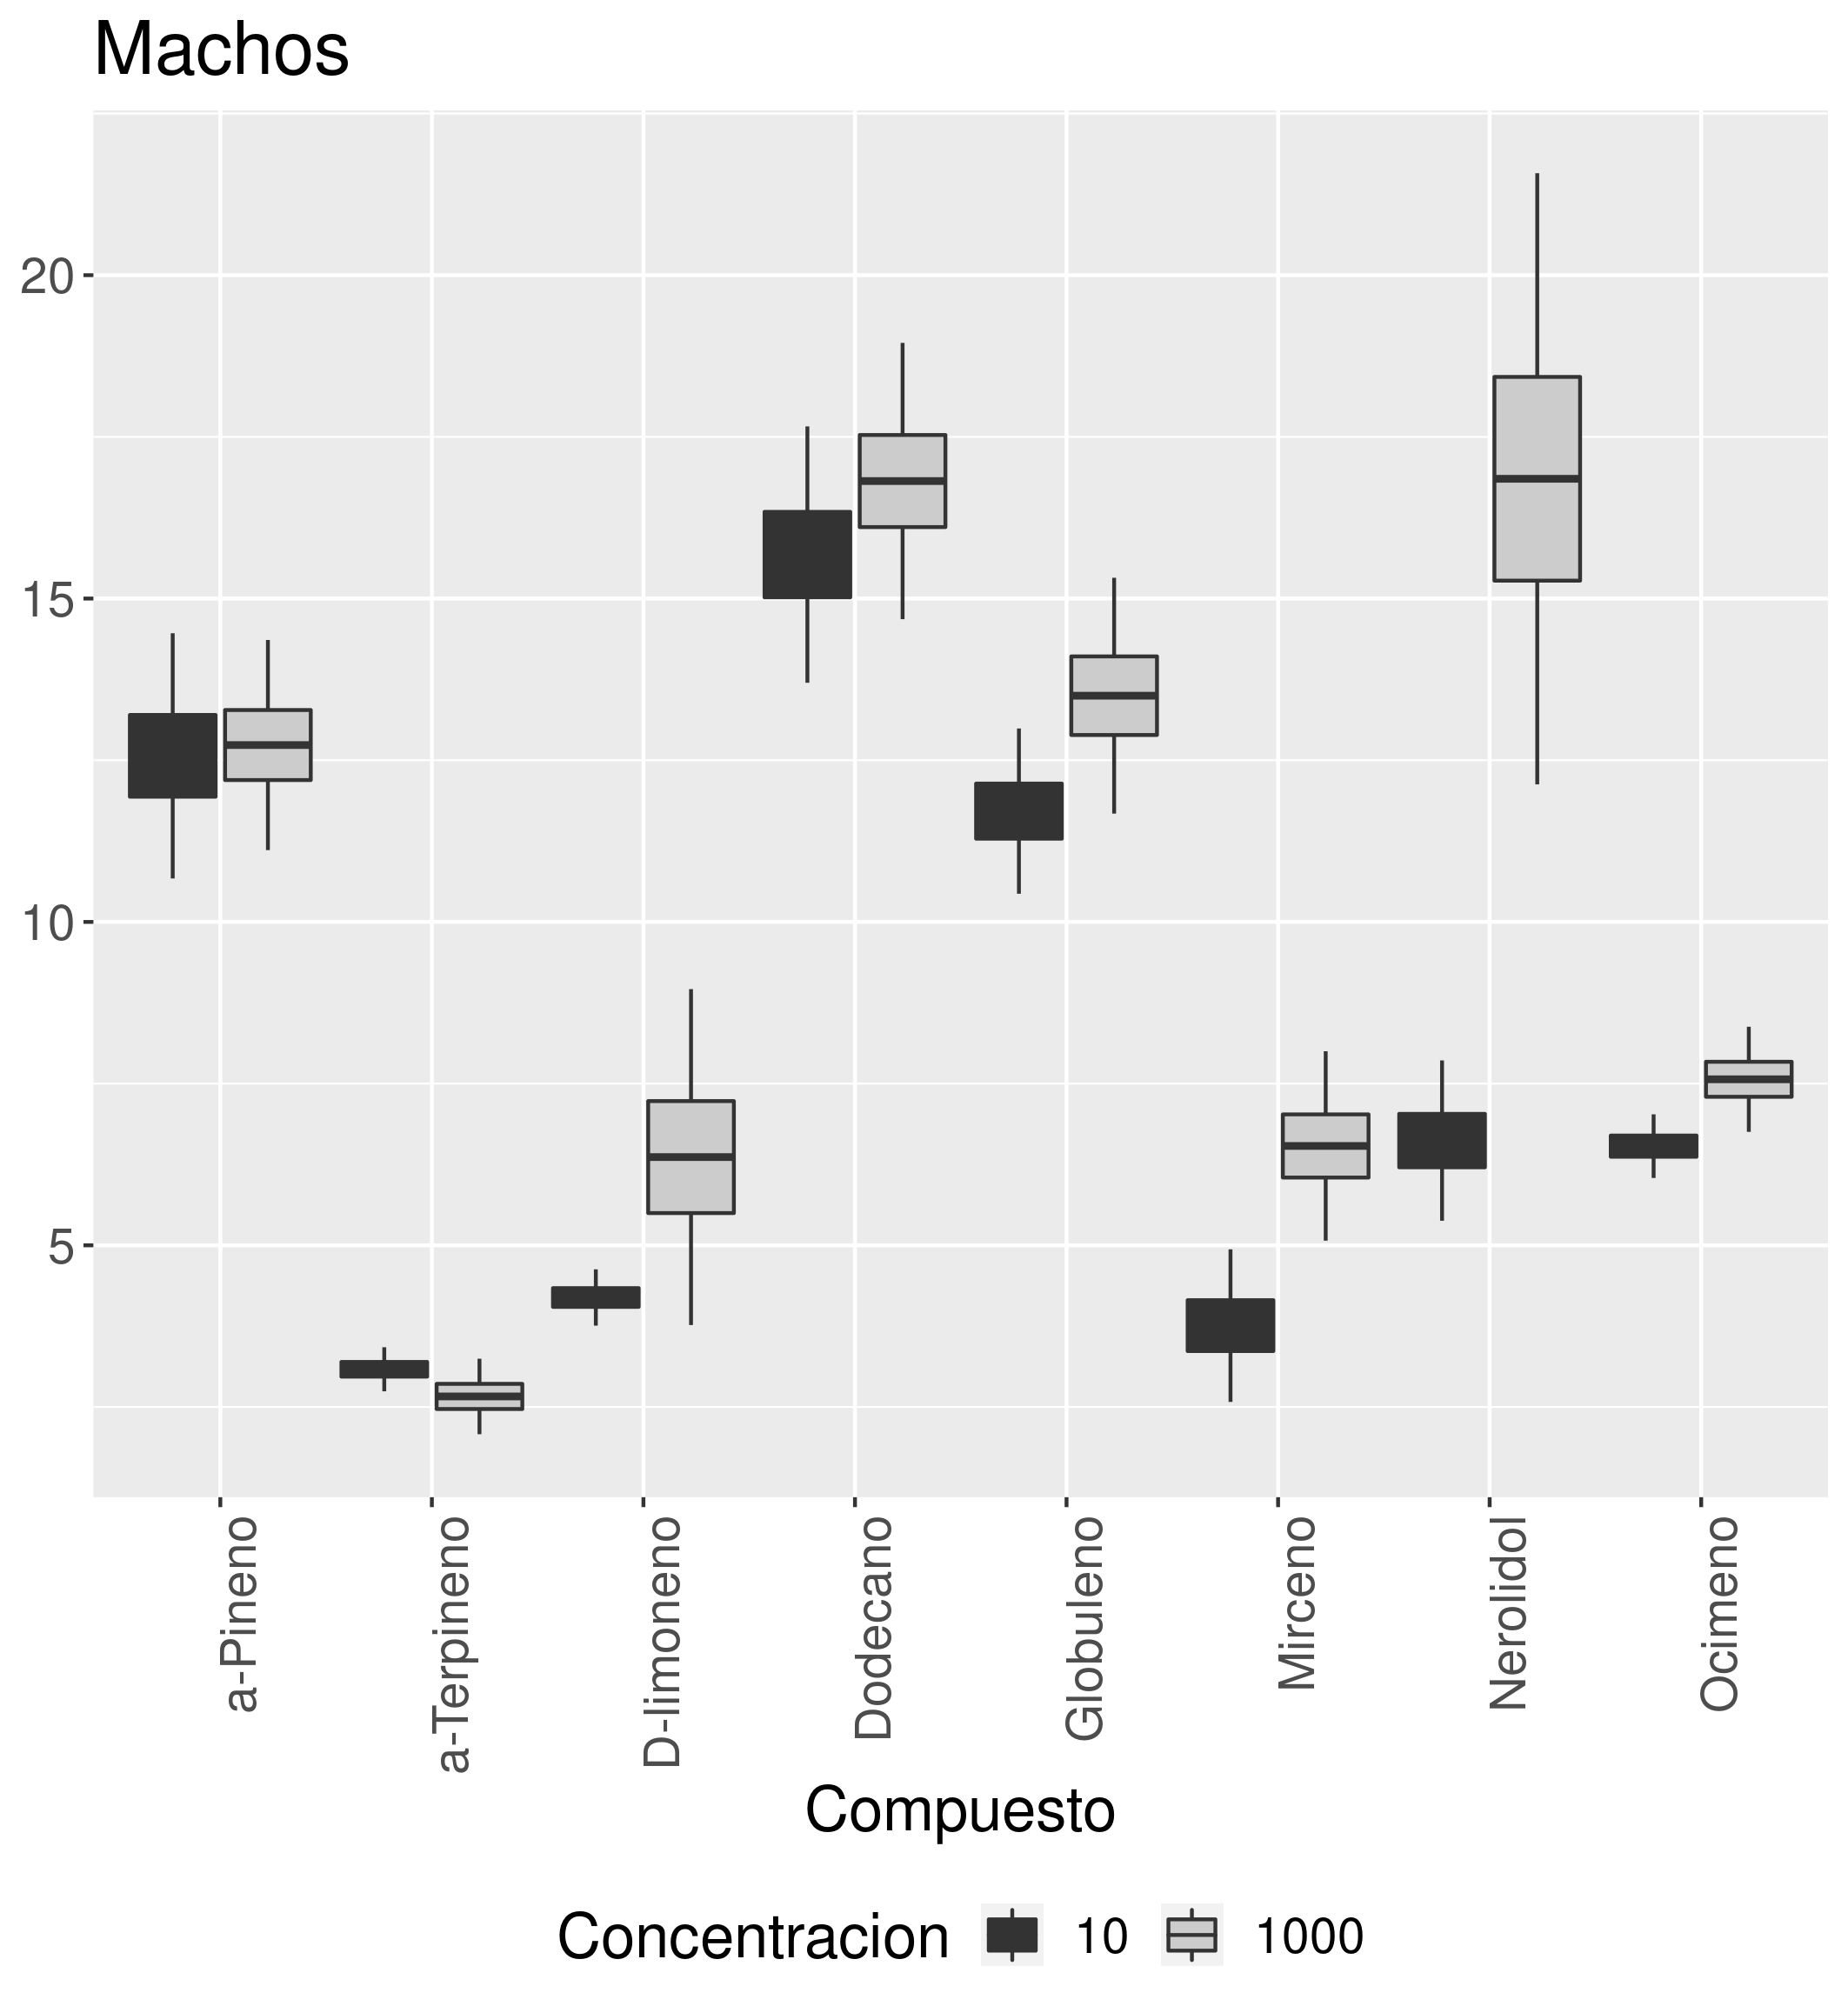 Machos
20
15
10
5
a-Pineno
a-Terpineno
D-limoneno
Dodecano
Globuleno
Mirceno
Nerolidol
Ocimeno
Compuesto
Concentracion 10 1000